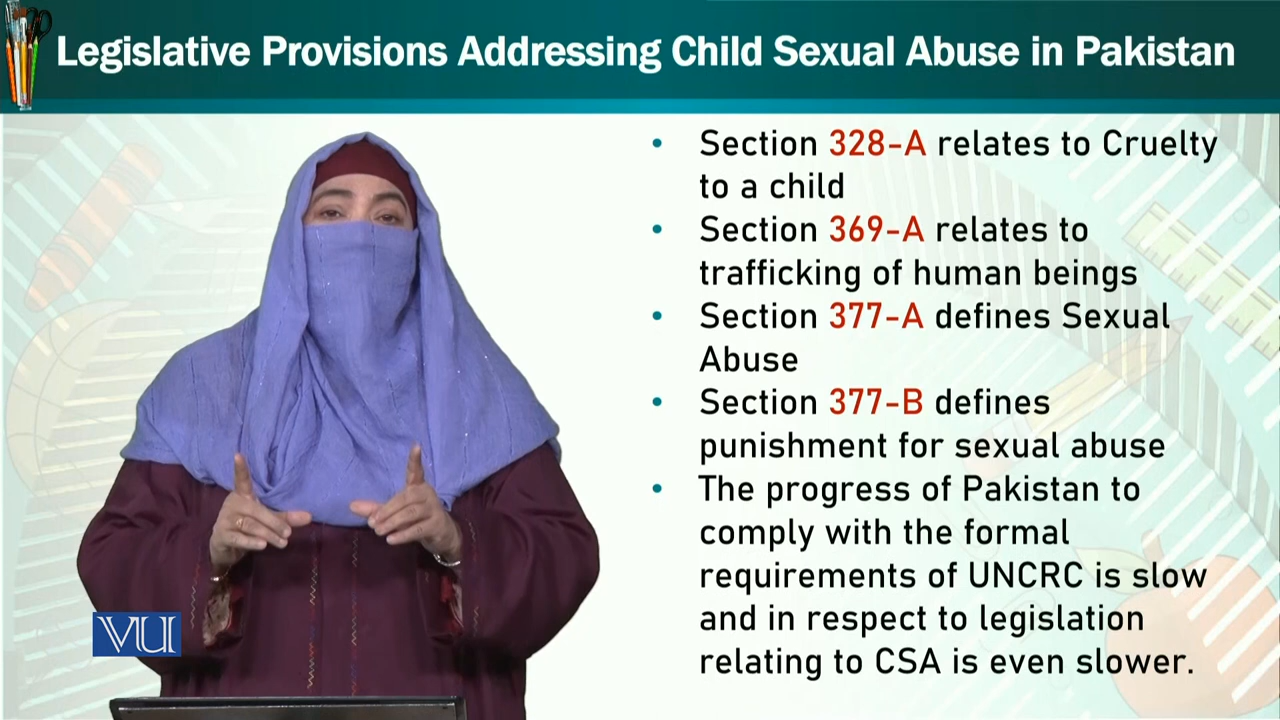 Legislative Provisions Addressing Child Sexual Abuse in Pakistan
• Section 328-A relates to Cruelty
to a child
• Section 369-A relates to
trafficking of human beings
• Section 377-A defines Sexual
Abuse
• Section 377-B defines
punishment for sexual abuse
• The progress of Pakistan to
comply with the formal
requirements of UNCRC is slow
and in respect to legislation
relating to CSA is even slower.
VU